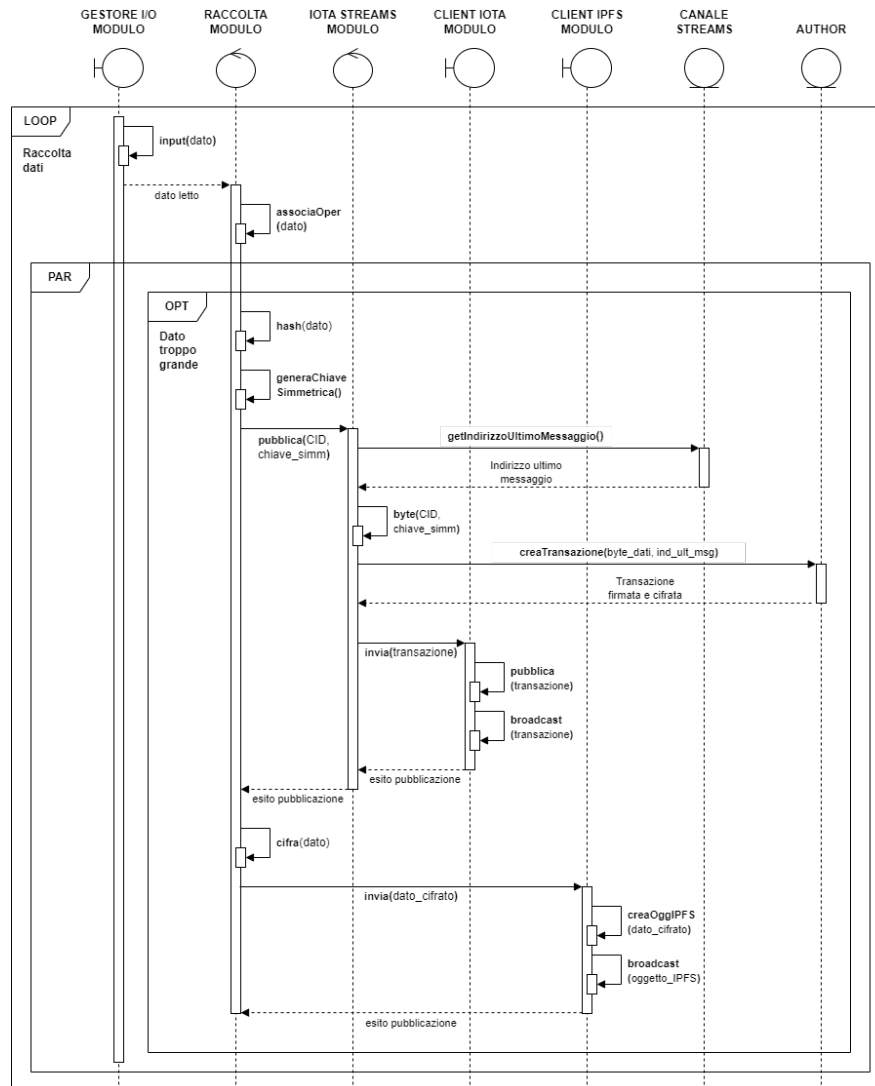 GESTORE I/O
MODULO
RACCOLTA
MODULO
IOTA STREAMS
MODULO
CLIENT IOTA
MODULO
CLIENT IPFS
MODULO
CANALE
STREAMS
AUTHOR
LOOP
Raccolta
dati
input(dato)
dato letto
associaOper
(dato)
PAR
OPT
Dato
troppo
grande
hash(dato)
generaChiave
Simmetrica()
pubblica(CID,
chiave_simm)
getIndirizzoUltimoMessaggio()
Indirizzo ultimo
messaggio
byte(CID,
chiave_simm)
creaTransazione(byte_dati, ind_ult_msg)
Transazione
firmata e cifrata
invia(transazione)
pubblica
(transazione)
broadcast
(transazione)
esito pubblicazione
esito pubblicazione
cifra(dato)
invia(dato_cifrato)
creaOggIPFS
(dato_cifrato)
broadcast
(oggetto_IPFS)
esito pubblicazione